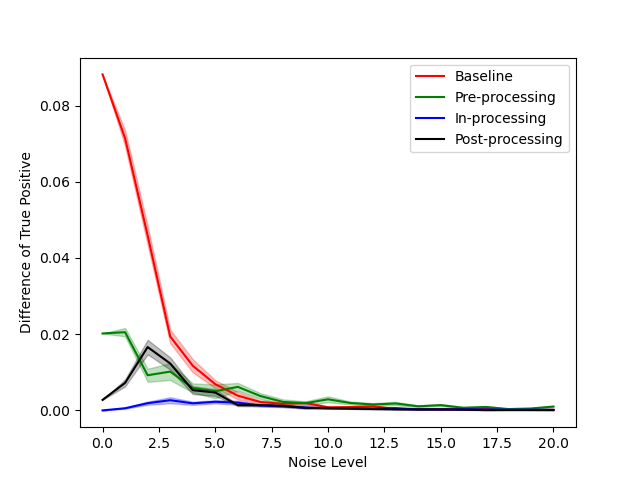 Baseline
Pre-processing
In-processing
Post-processing
Difference of True Positive
0.08
0.06
0.04
0.02
0.00
0.0 2.5 5.0 7.5 10.0 12.5 15.0 17.5 20.0
Noise Level